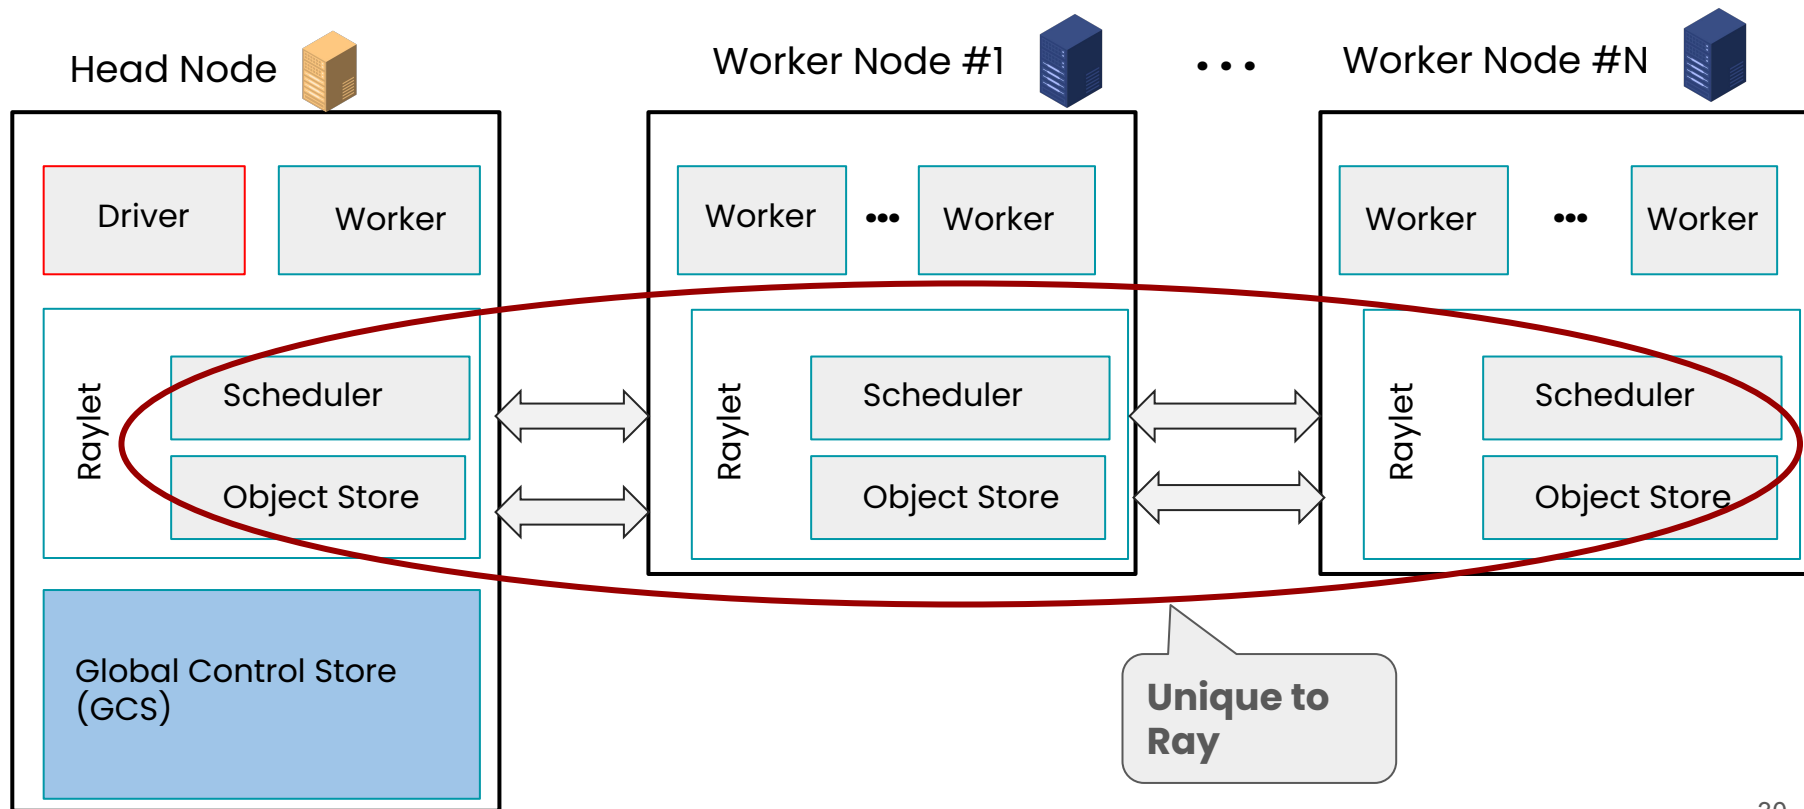 Head Node
Worker Node #1
...
Worker Node #N
Driver
Worker
Worker
...
Worker
Worker
...
Worker
Raylet
Scheduler
Object Store
Raylet
Scheduler
Object Store
Raylet
Scheduler
Object Store
Global Control Store
(GCS)
Unique to
Ray